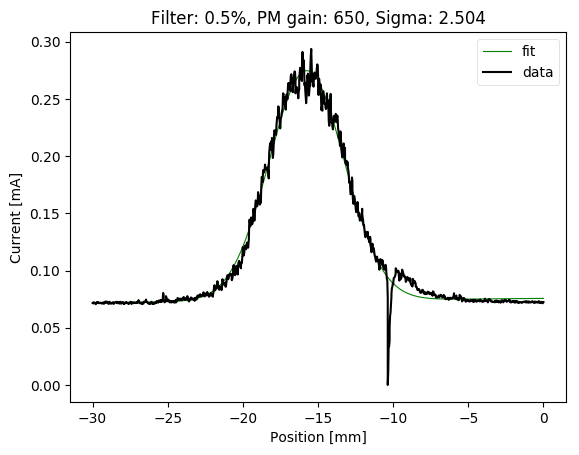 Filter: 0.5%, PM gain: 650, Sigma: 2.504
fit
data
0.30
0.25
0.20
0.15
0.10
0.05
0.00
Current [mA]
−30
−25
−20
−15
−10
−5
0
Position [mm]